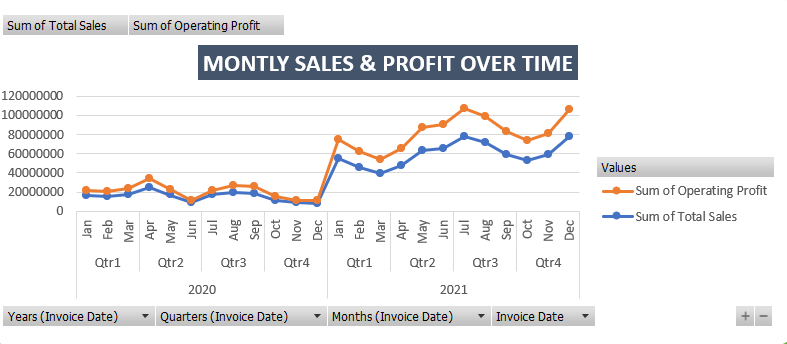 Sum of Total Sales Sum of Operating Profit
MONTLY SALES & PROFIT OVER TIME
120000000
100000000
80000000
60000000
40000000
20000000
0
Jan Feb Mar Apr May Jun Jul Aug Sep Oct Nov Dec Jan Feb Mar Apr May Jun Jul Aug Sep Oct Nov Dec
Qtr1 Qtr2 Qtr3 Qtr4 Qtr1 Qtr2 Qtr3 Qtr4
2020 2021
Values
Sum of Operating Profit
Sum of Total Sales
Years (Invoice Date) Quarters (Invoice Date) Months (Invoice Date) Invoice Date + −